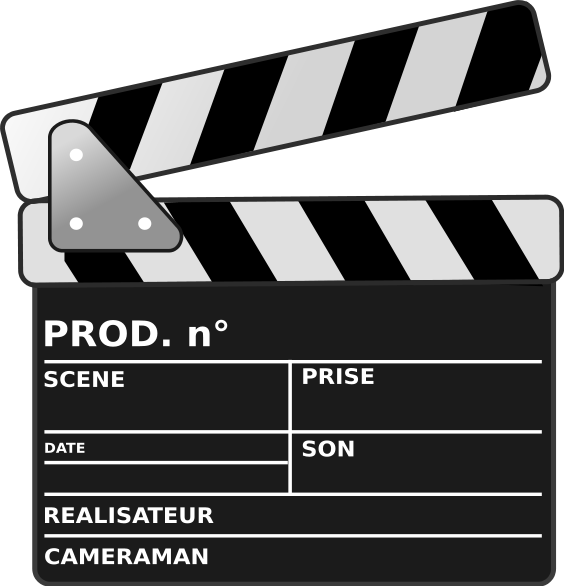 PROD. n°
SCENE
PRISE
DATE
SON
REALISATEUR
CAMERAMAN